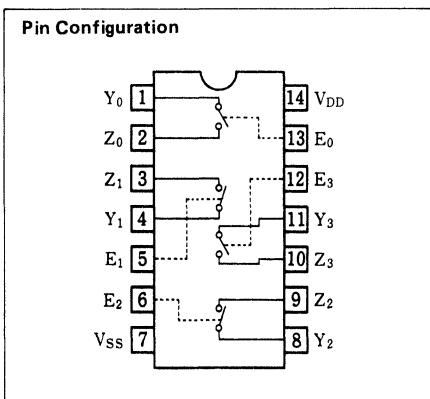 Pin Configuration
Y₀ 1 14 VDD
Z₀ 2 13 E₀
Z₁ 3 12 E₃
Y₁ 4 11 Y₃
E₁ 5 10 Z₃
E₂ 6 9 Z₂
VSS 7 8 Y₂